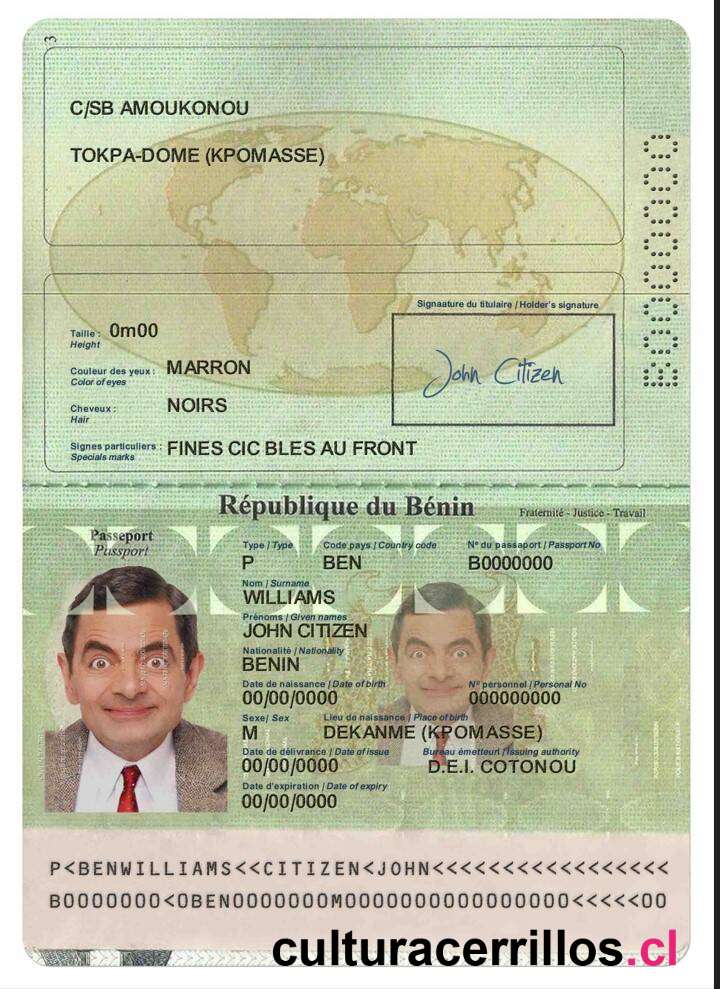 3
C/SB AMOUKONOU
TOKPA-DOME (KPOMASSE)
B0000000
Signaature du titulaire / Holder's signature
Taille : 0m00
Height
John Citizen
Couleur des yeux : MARRON
Color of eyes
Cheveux : NOIRS
Hair
Signes particuliers : FINES CIC BLES AU FRONT
Specials marks
République du Bénin
Fraternité - Justice - Travail
Passeport
Passport
Type / Type Code pays / Country code N° du passaport / Passport No
P BEN B0000000
Nom / Surname
WILLIAMS
Prénoms / Given names
JOHN CITIZEN
Nationalité / Nationality
BENIN
Date de naissance / Date of birth N° personnel / Personal No
00/00/0000 000000000
Sexe/ Sex Lieu de naissance / Place of birth
M DEKANME (KPOMASSE)
Date de délivrance / Date of issue Bureau émetteur / Issuing authority
00/00/0000 D.E.I. COTONOU
Date d'expiration / Date of expiry
00/00/0000
P<BENWILLIAMS<<CITIZEN<JOHN<<<<<<<<<<<<<<<<<
B0000000<0BEN0000000M0000000000000000<<<<<00
culturacerrillos.cl